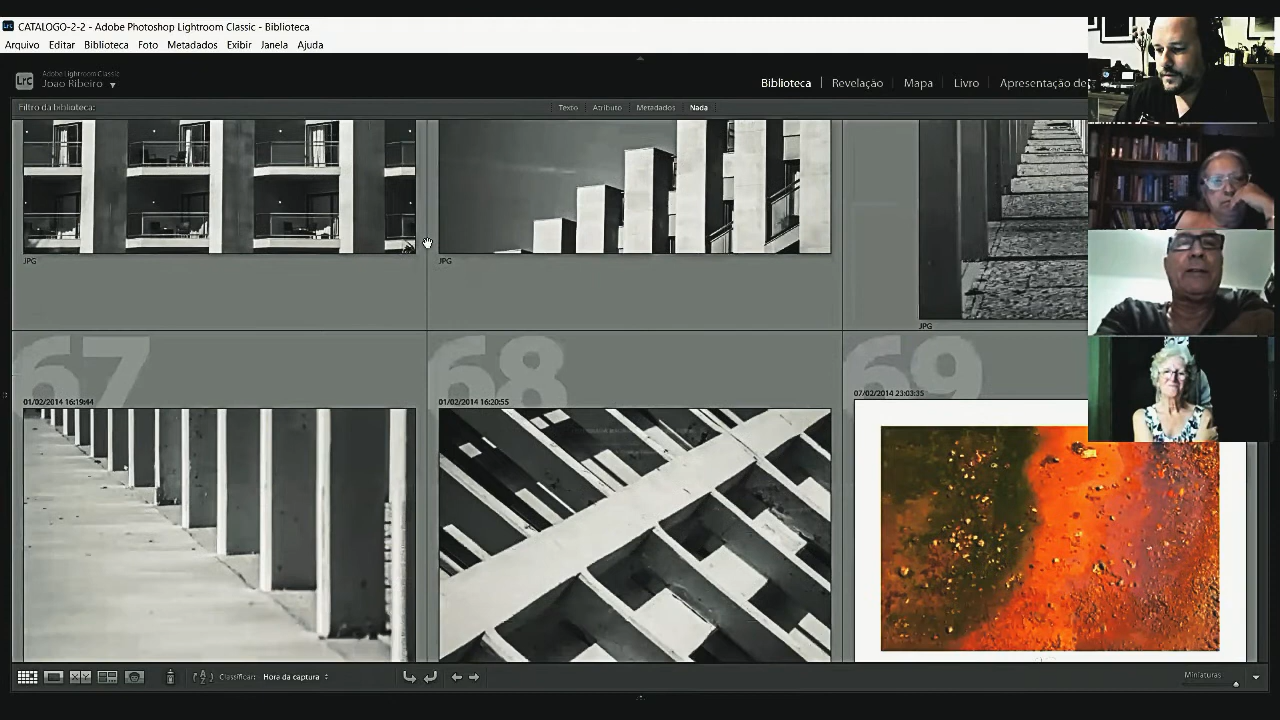 Lrc CATALOGO-2-2 - Adobe Photoshop Lightroom Classic - Biblioteca
Arquivo Editar Biblioteca Foto Metadados Exibir Janela Ajuda
Lrc Adobe Lightroom Classic
Joao Ribeiro
Biblioteca Revelação Mapa Livro Apresentação de
Filtro da biblioteca: Texto Atributo Metadados Nada
JPG JPG
JPG
67 68 69
01/02/2014 16:19:44 01/02/2014 16:20:55 07/02/2014 23:03:35
Classificar: Hora da captura Miniaturas